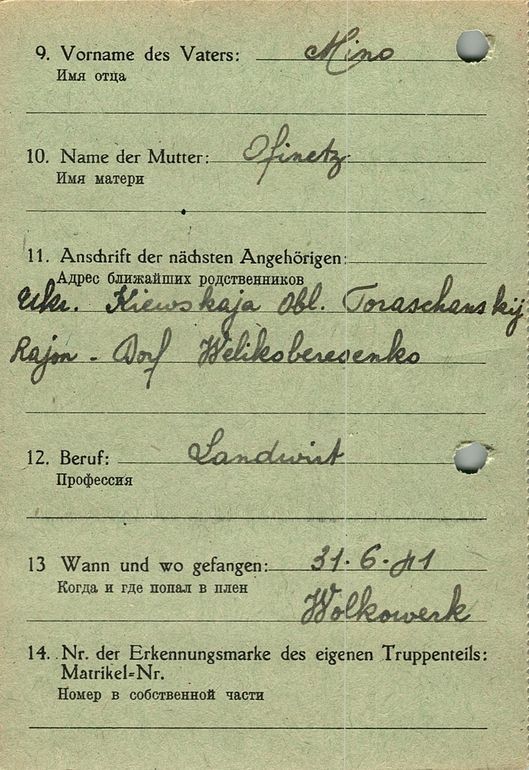 9. Vorname des Vaters: Mino
Имя отца
10. Name der Mutter: Ofinetz
Имя матери
11. Anschrift der nächsten Angehörigen:
Адрес ближайших родственников
Ukr. Kiewskaja Obl. Toraschanskij
Rajon - Dorf Welikoberesenko
12. Beruf: Landwirt
Профессия
13 Wann und wo gefangen: 31.6.41
Когда и где попал в плен
Wolkowerk
14. Nr. der Erkennungsmarke des eigenen Truppenteils:
Matrikel-Nr.
Номер в собственной части